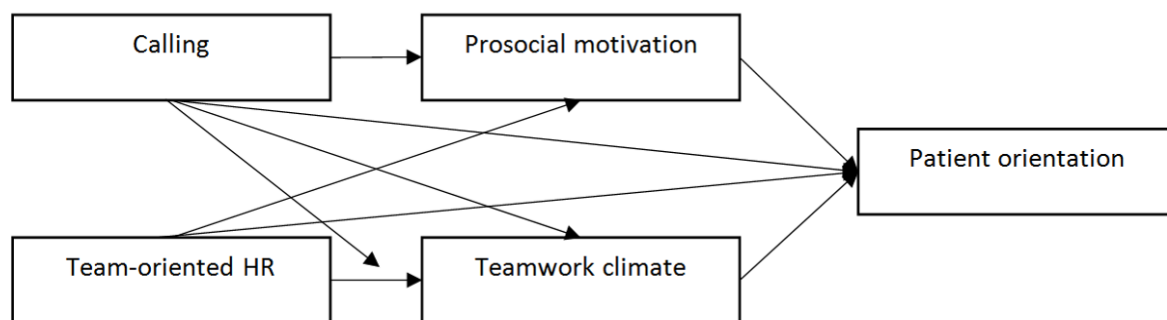 Calling
Prosocial motivation
Patient orientation
Team-oriented HR
Teamwork climate